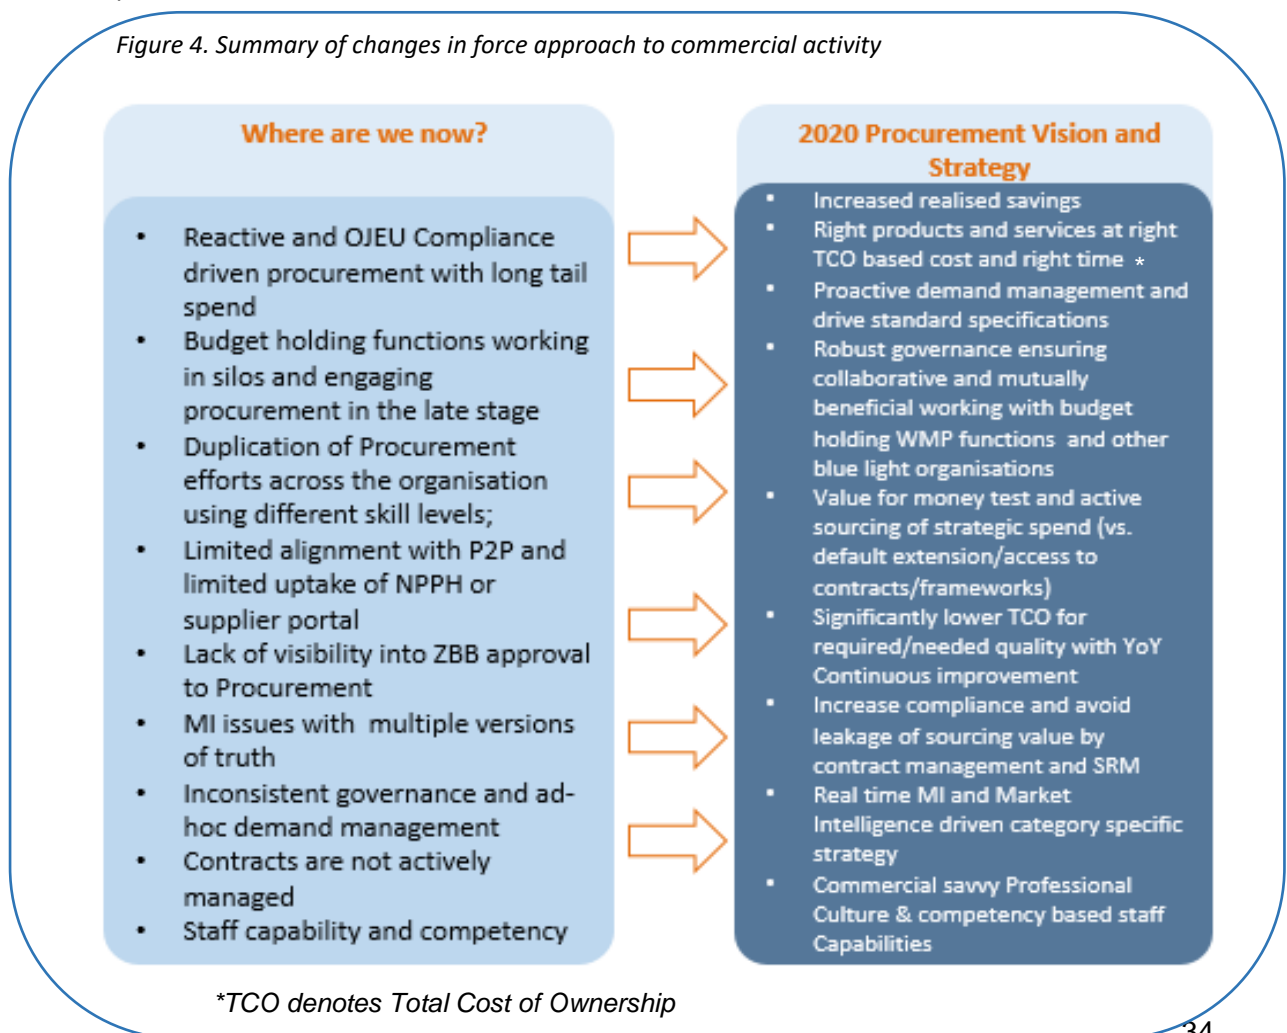 Figure 4. Summary of changes in force approach to commercial activity
Where are we now?
• Reactive and OJEU Compliance
driven procurement with long tail
spend
• Budget holding functions working
in silos and engaging
procurement in the late stage
• Duplication of Procurement
efforts across the organisation
using different skill levels;
• Limited alignment with P2P and
limited uptake of NPPH or
supplier portal
• Lack of visibility into ZBB approval
to Procurement
• MI issues with multiple versions
of truth
• Inconsistent governance and ad-
hoc demand management
• Contracts are not actively
managed
• Staff capability and competency
2020 Procurement Vision and
Strategy
▪ Increased realised savings
▪ Right products and services at right
TCO based cost and right time *
▪ Proactive demand management and
drive standard specifications
▪ Robust governance ensuring
collaborative and mutually
beneficial working with budget
holding WMP functions and other
blue light organisations
▪ Value for money test and active
sourcing of strategic spend (vs.
default extension/access to
contracts/frameworks)
▪ Significantly lower TCO for
required/needed quality with YoY
Continuous improvement
▪ Increase compliance and avoid
leakage of sourcing value by
contract management and SRM
▪ Real time MI and Market
Intelligence driven category specific
strategy
▪ Commercial savvy Professional
Culture & competency based staff
Capabilities
*TCO denotes Total Cost of Ownership
34